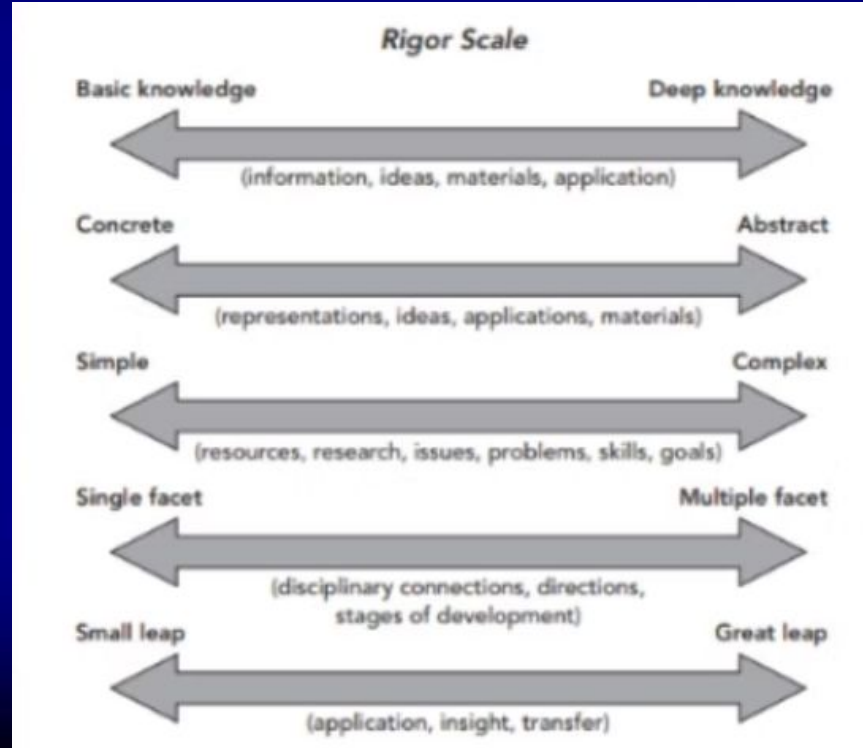 Rigor Scale
Basic knowledge Deep knowledge
(information, ideas, materials, application)
Concrete Abstract
(representations, ideas, applications, materials)
Simple Complex
(resources, research, issues, problems, skills, goals)
Single facet Multiple facet
(disciplinary connections, directions,
stages of development)
Small leap Great leap
(application, insight, transfer)